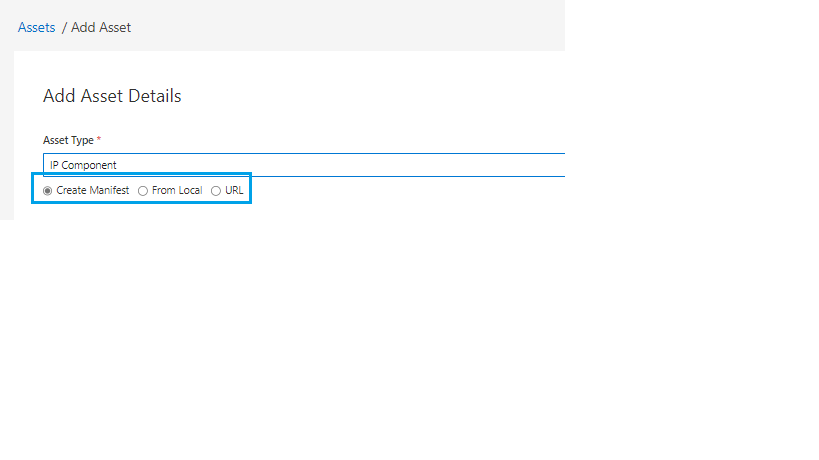 Assets / Add Asset
Add Asset Details
Asset Type *
IP Component
Create Manifest From Local URL